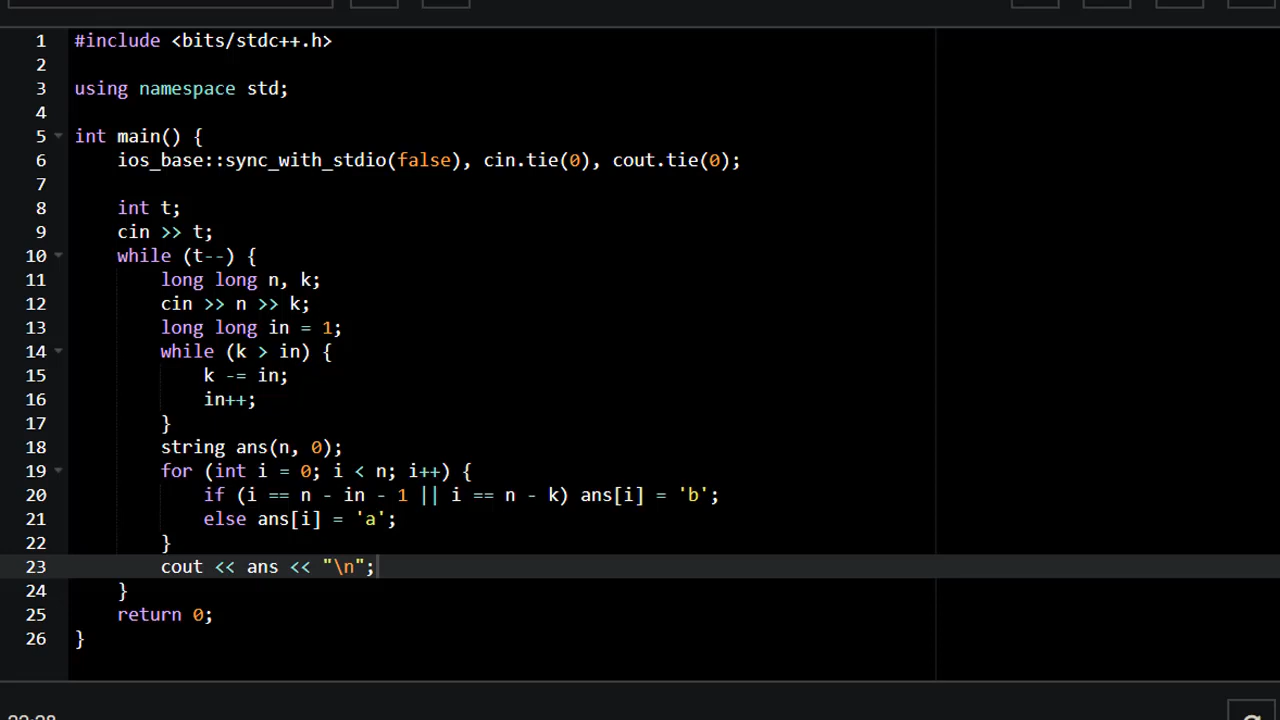 1 #include <bits/stdc++.h>
2
3 using namespace std;
4
5 int main() {
6     ios_base::sync_with_stdio(false), cin.tie(0), cout.tie(0);
7
8     int t;
9     cin >> t;
10     while (t--) {
11         long long n, k;
12         cin >> n >> k;
13         long long in = 1;
14         while (k > in) {
15             k -= in;
16             in++;
17         }
18         string ans(n, 0);
19         for (int i = 0; i < n; i++) {
20             if (i == n - in - 1 || i == n - k) ans[i] = 'b';
21             else ans[i] = 'a';
22         }
23         cout << ans << "\n";
24     }
25     return 0;
26 }